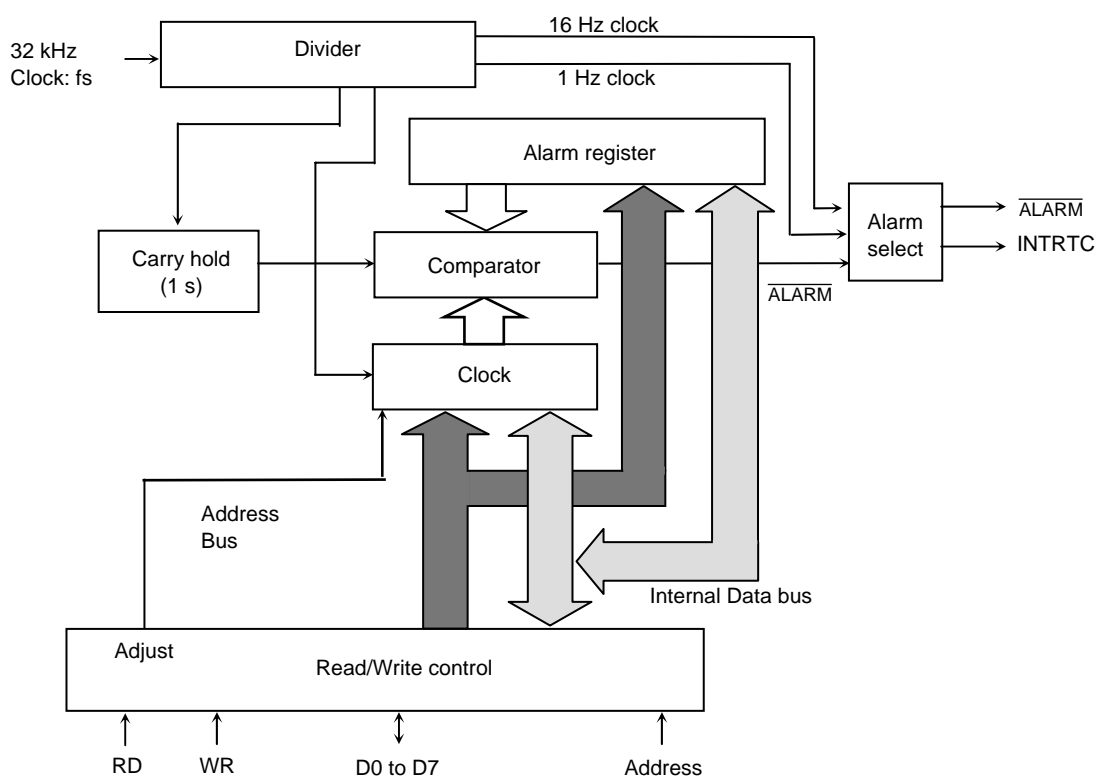 16 Hz clock
32 kHz
Clock: fs
Divider
1 Hz clock
Alarm register
Alarm
select
ALARM
INTRTC
Carry hold
(1 s)
Comparator
ALARM
Clock
Address
Bus
Internal Data bus
Adjust
Read/Write control
RD
WR
D0 to D7
Address